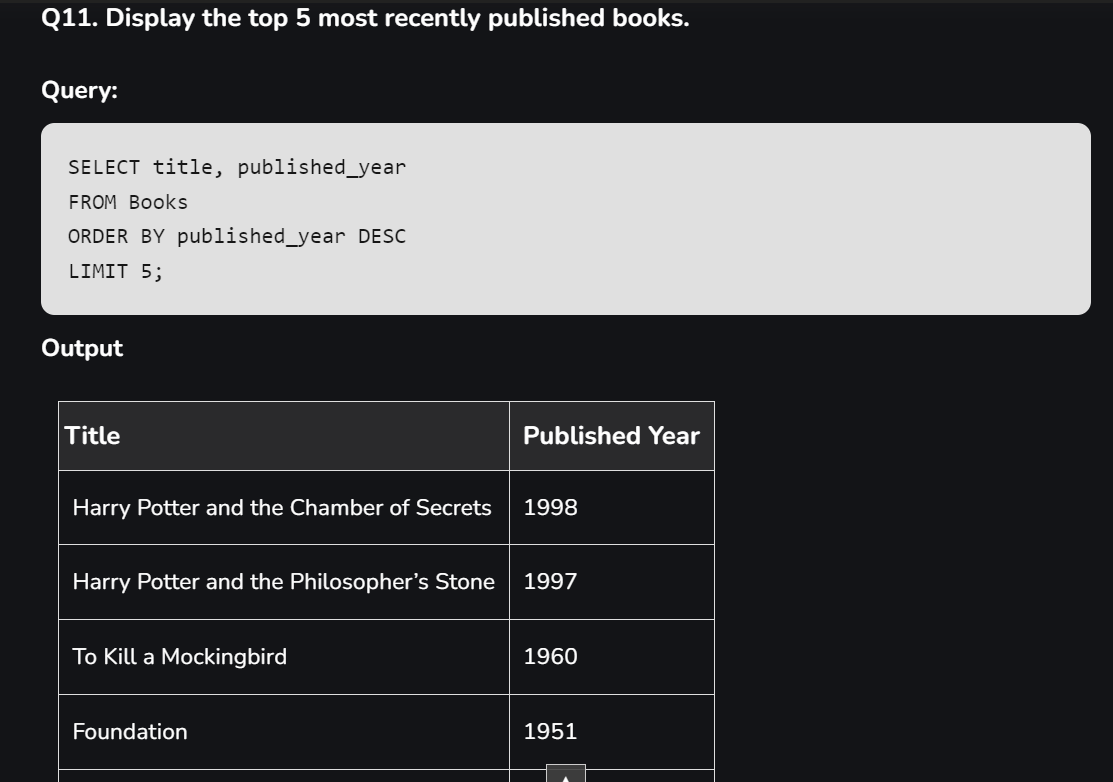 Q11. Display the top 5 most recently published books.
Query:
SELECT title, published_year
FROM Books
ORDER BY published_year DESC
LIMIT 5;
Output
Title Published Year
Harry Potter and the Chamber of Secrets 1998
Harry Potter and the Philosopher’s Stone 1997
To Kill a Mockingbird 1960
Foundation 1951